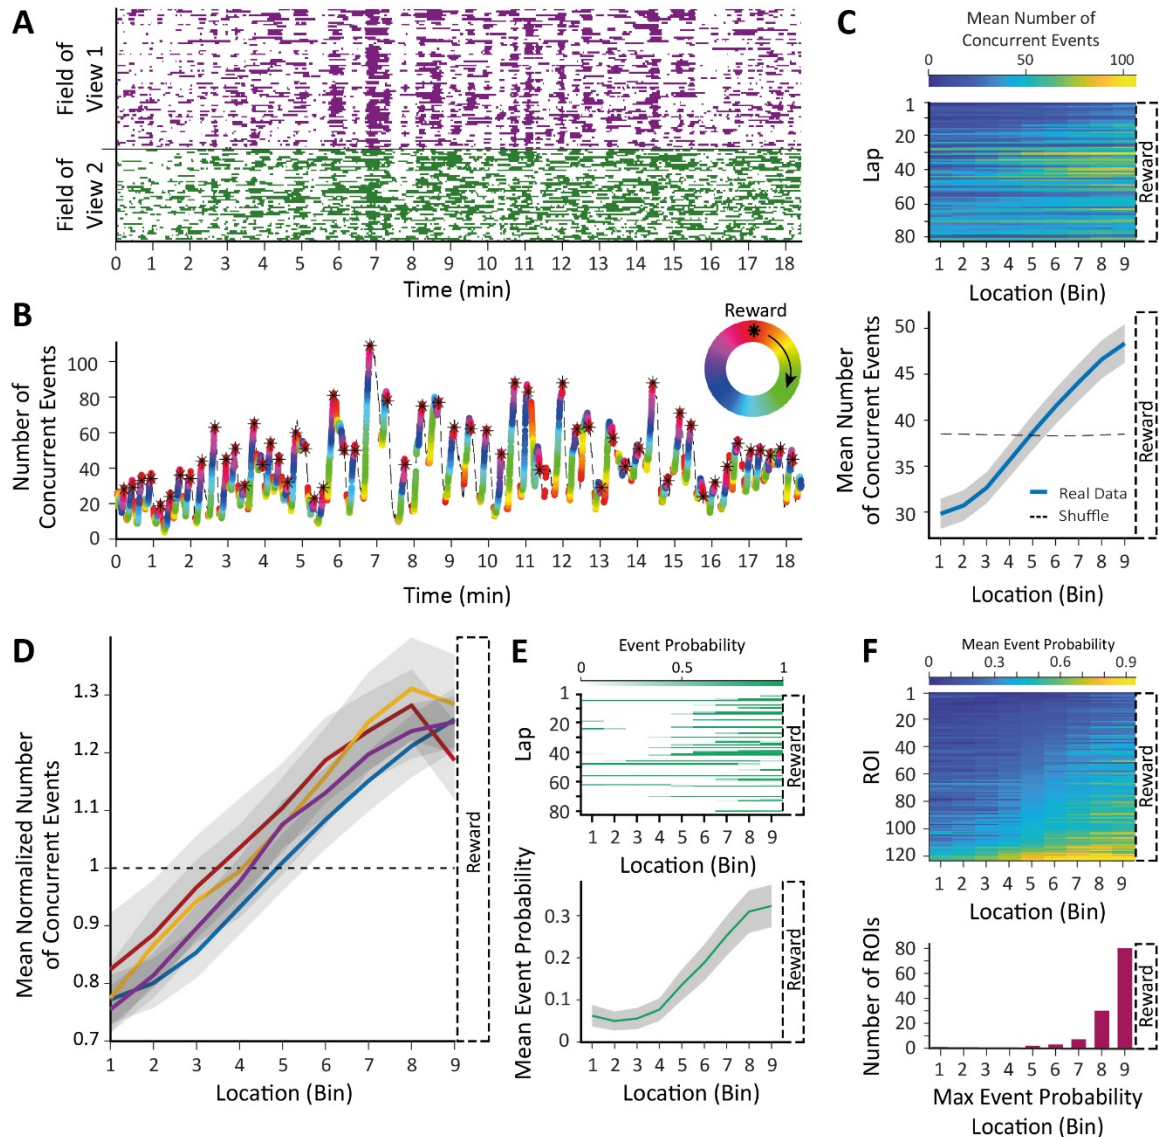 A
Field of
View 1
Field of
View 2
0 1 2 3 4 5 6 7 8 9 10 11 12 13 14 15 16 17 18
Time (min)
B
Reward
Number of
Concurrent Events
100
80
60
40
20
0
0 1 2 3 4 5 6 7 8 9 10 11 12 13 14 15 16 17 18
Time (min)
C
Mean Number of
Concurrent Events
0 50 100
Lap
1
20
40
60
80
Reward
1 2 3 4 5 6 7 8 9
Location (Bin)
Mean Number
of Concurrent Events
50
45
40
35
30
Real Data
Shuffle
Reward
1 2 3 4 5 6 7 8 9
Location (Bin)
D
Mean Normalized Number
of Concurrent Events
1.4
1.3
1.2
1.1
1
0.9
0.8
0.7
Reward
1 2 3 4 5 6 7 8 9
Location (Bin)
E
Event Probability
0 0.5 1
Lap
1
20
40
60
80
Reward
1 2 3 4 5 6 7 8 9
Location (Bin)
Mean Event Probability
0.3
0.2
0.1
0
Reward
1 2 3 4 5 6 7 8 9
Location (Bin)
F
Mean Event Probability
0 0.3 0.6 0.9
ROI
1
20
40
60
80
100
120
Reward
1 2 3 4 5 6 7 8 9
Location (Bin)
Number of ROIs
80
60
40
20
0
Reward
1 2 3 4 5 6 7 8 9
Max Event Probability
Location (Bin)